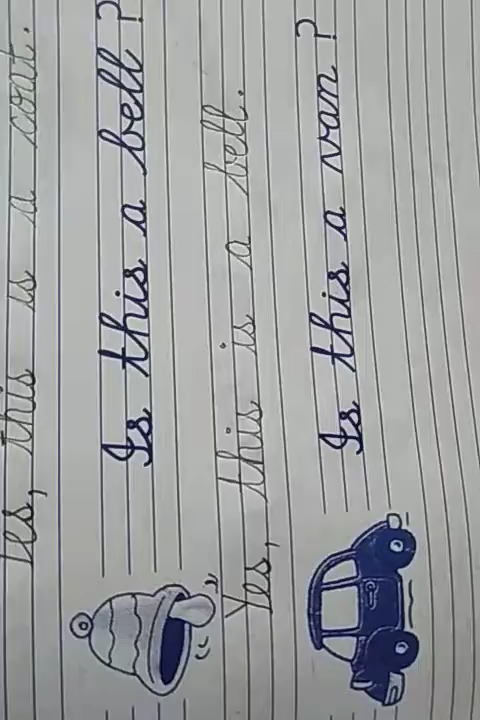 Yes, this is a coat.
Is this a bell?
Yes, this is a bell.
Is this a van?